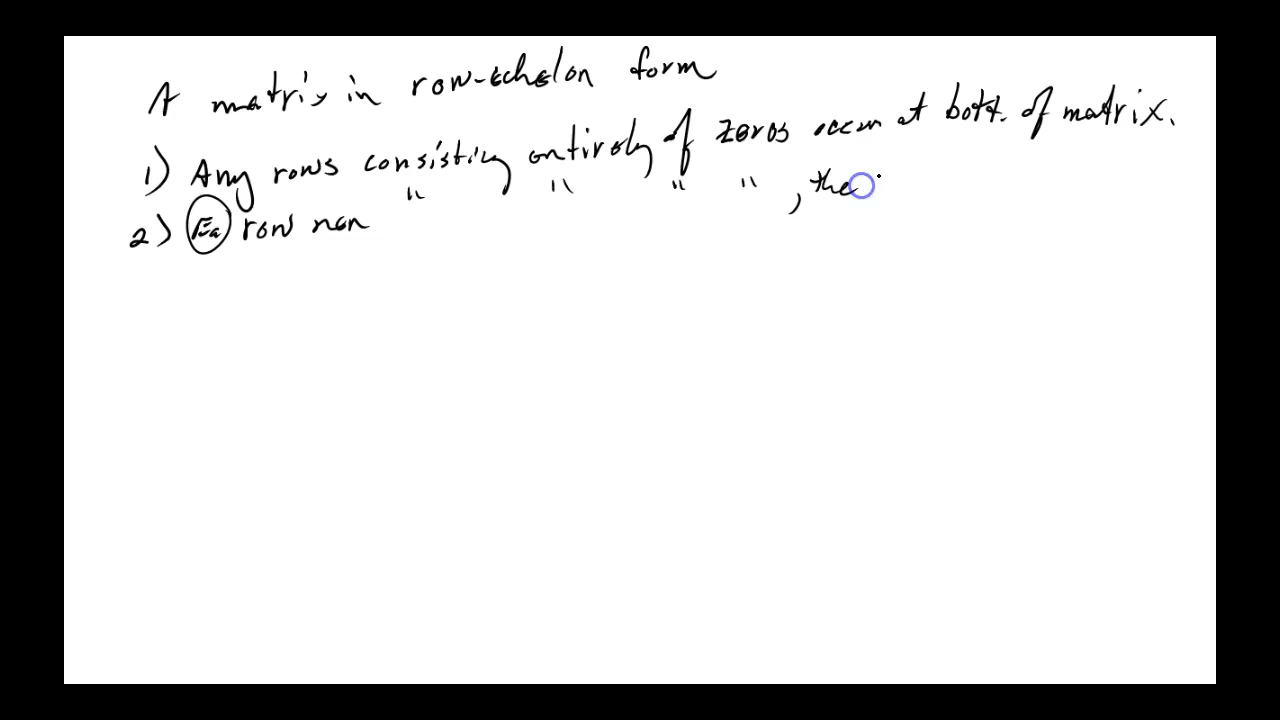 A matrix in row-echelon form
1) Any rows consisting entirely of zeros occur at bott. of matrix.
2) Ea row non " " " " , the